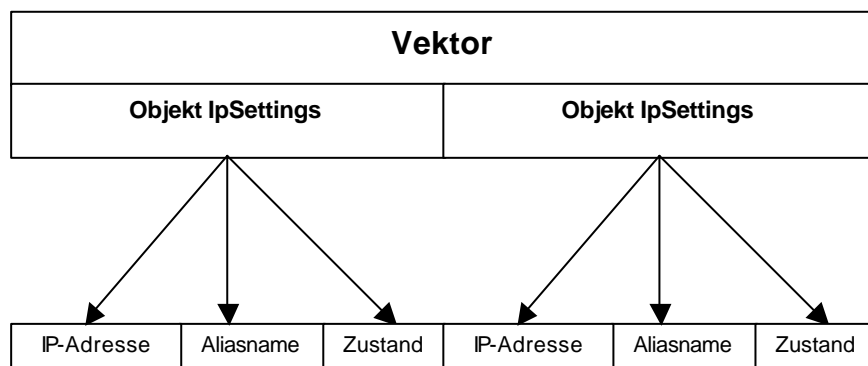 Vektor
Objekt IpSettings Objekt IpSettings
IP-Adresse Aliasname Zustand IP-Adresse Aliasname Zustand